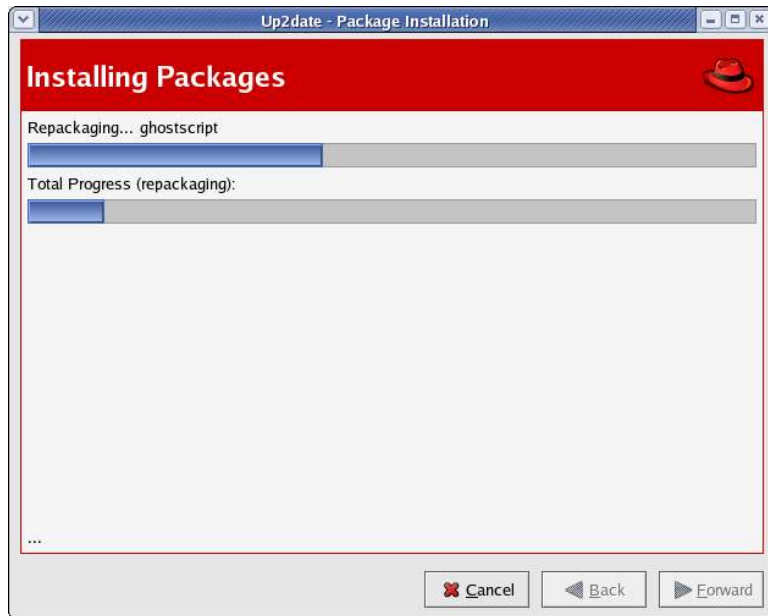 Up2date - Package Installation
Installing Packages
Repackaging... ghostscript
Total Progress (repackaging):
...
Cancel
Back
Forward